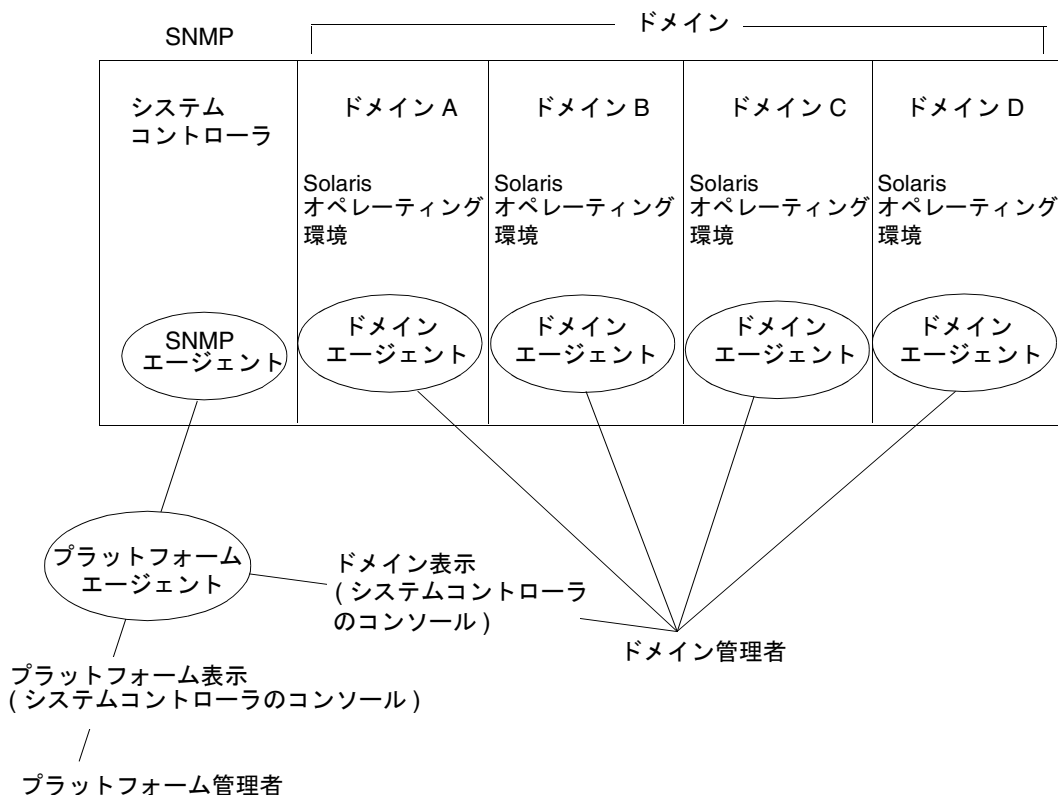 ドメイン
SNMP
システム
コントローラ
ドメイン A
ドメイン B
ドメイン C
ドメイン D
Solaris
オペレーティング
環境
Solaris
オペレーティング
環境
Solaris
オペレーティング
環境
Solaris
オペレーティング
環境
SNMP
エージェント
ドメイン
エージェント
ドメイン
エージェント
ドメイン
エージェント
ドメイン
エージェント
プラットフォーム
エージェント
ドメイン表示
( システムコントローラ
のコンソール )
ドメイン管理者
プラットフォーム表示
( システムコントローラのコンソール )
プラットフォーム管理者